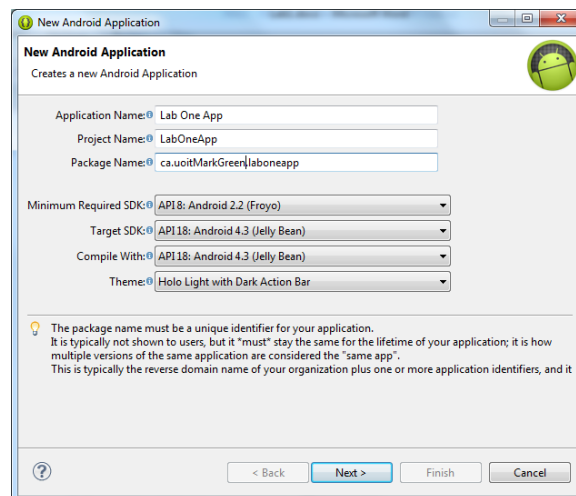 New Android Application
New Android Application
Creates a new Android Application
Application Name: Lab One App
Project Name: LabOneApp
Package Name: ca.uoitMarkGreen.laboneapp
Minimum Required SDK: API 8: Android 2.2 (Froyo)
Target SDK: API 18: Android 4.3 (Jelly Bean)
Compile With: API 18: Android 4.3 (Jelly Bean)
Theme: Holo Light with Dark Action Bar
The package name must be a unique identifier for your application.
It is typically not shown to users, but it *must* stay the same for the lifetime of your application; it is how
multiple versions of the same application are considered the "same app".
This is typically the reverse domain name of your organization plus one or more application identifiers, and it
? < Back Next > Finish Cancel